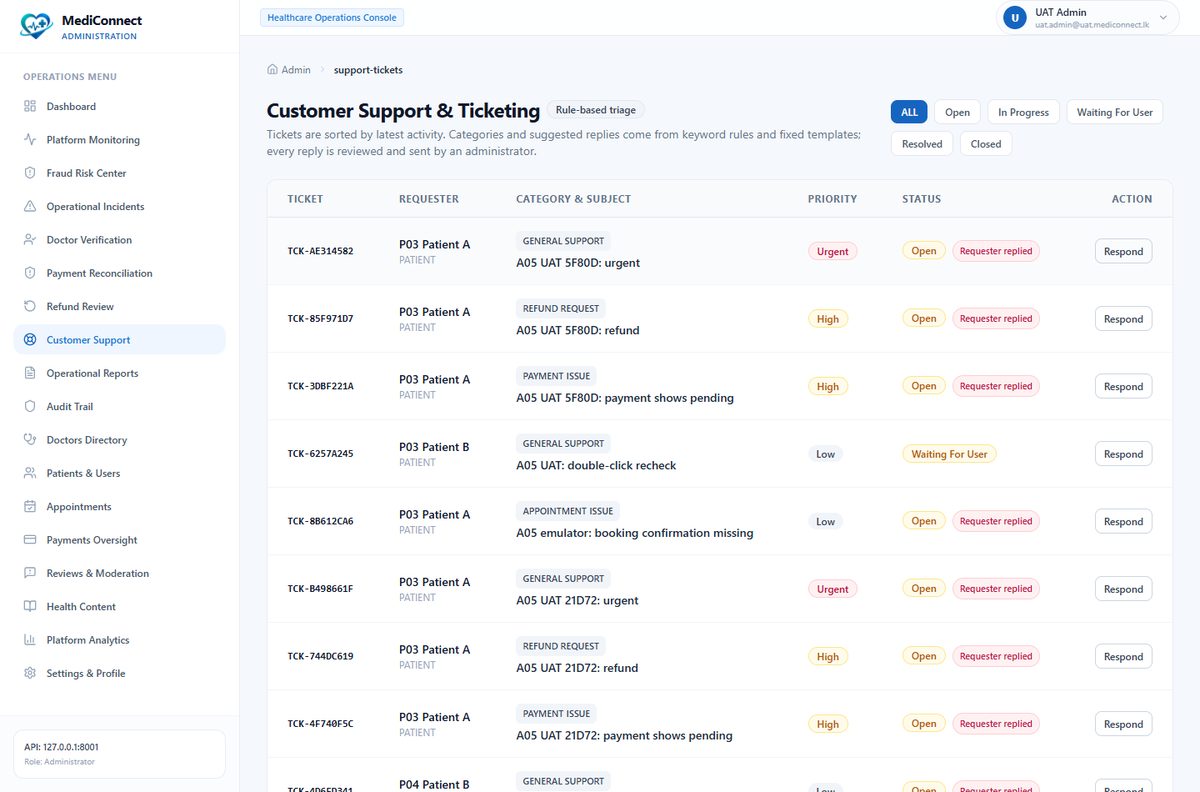 MediConnect
ADMINISTRATION
OPERATIONS MENU
Dashboard
Platform Monitoring
Fraud Risk Center
Operational Incidents
Doctor Verification
Payment Reconciliation
Refund Review
Customer Support
Operational Reports
Audit Trail
Doctors Directory
Patients & Users
Appointments
Payments Oversight
Reviews & Moderation
Health Content
Platform Analytics
Settings & Profile
API: 127.0.0.1:8001
Role: Administrator
Healthcare Operations Console
U
UAT Admin
uat.admin@uat.mediconnect.lk
Admin support-tickets
Customer Support & Ticketing Rule-based triage
Tickets are sorted by latest activity. Categories and suggested replies come from keyword rules and fixed templates;
every reply is reviewed and sent by an administrator.
ALL Open In Progress Waiting For User
Resolved Closed
TICKET REQUESTER CATEGORY & SUBJECT PRIORITY STATUS ACTION
TCK-AE314582 P03 Patient A PATIENT GENERAL SUPPORT A05 UAT 5F80D: urgent Urgent Open Requester replied Respond
TCK-85F971D7 P03 Patient A PATIENT REFUND REQUEST A05 UAT 5F80D: refund High Open Requester replied Respond
TCK-3DBF221A P03 Patient A PATIENT PAYMENT ISSUE A05 UAT 5F80D: payment shows pending High Open Requester replied Respond
TCK-6257A245 P03 Patient B PATIENT GENERAL SUPPORT A05 UAT: double-click recheck Low Waiting For User Respond
TCK-8B612CA6 P03 Patient A PATIENT APPOINTMENT ISSUE A05 emulator: booking confirmation missing Low Open Requester replied Respond
TCK-B498661F P03 Patient A PATIENT GENERAL SUPPORT A05 UAT 21D72: urgent Urgent Open Requester replied Respond
TCK-744DC619 P03 Patient A PATIENT REFUND REQUEST A05 UAT 21D72: refund High Open Requester replied Respond
TCK-4F740F5C P03 Patient A PATIENT PAYMENT ISSUE A05 UAT 21D72: payment shows pending High Open Requester replied Respond
P04 Patient B GENERAL SUPPORT Low Open Requester replied Respond